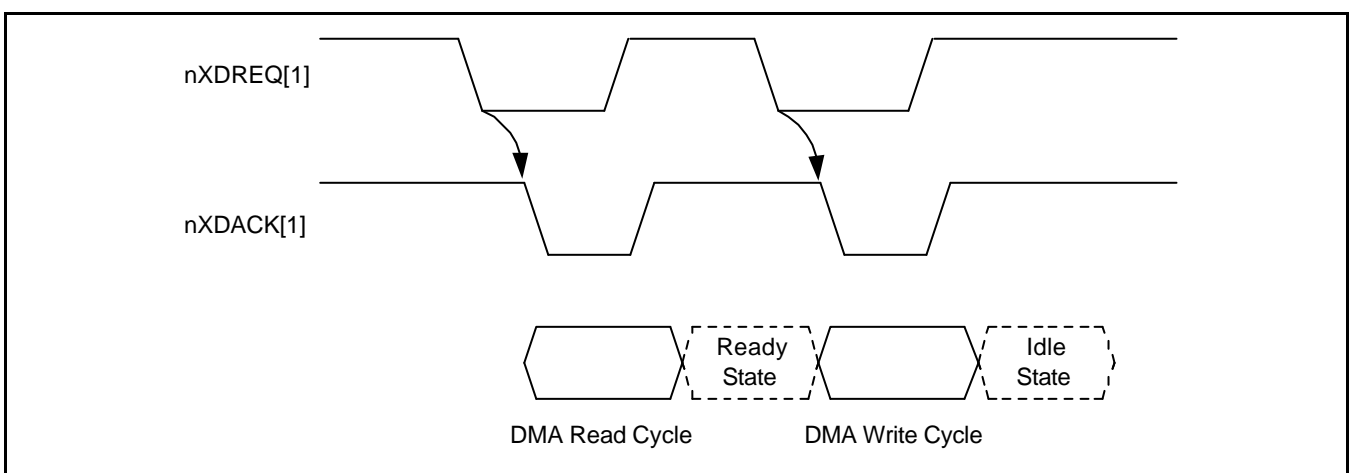 nXDREQ[1]
nXDACK[1]
Ready
State
Idle
State
DMA Read Cycle
DMA Write Cycle